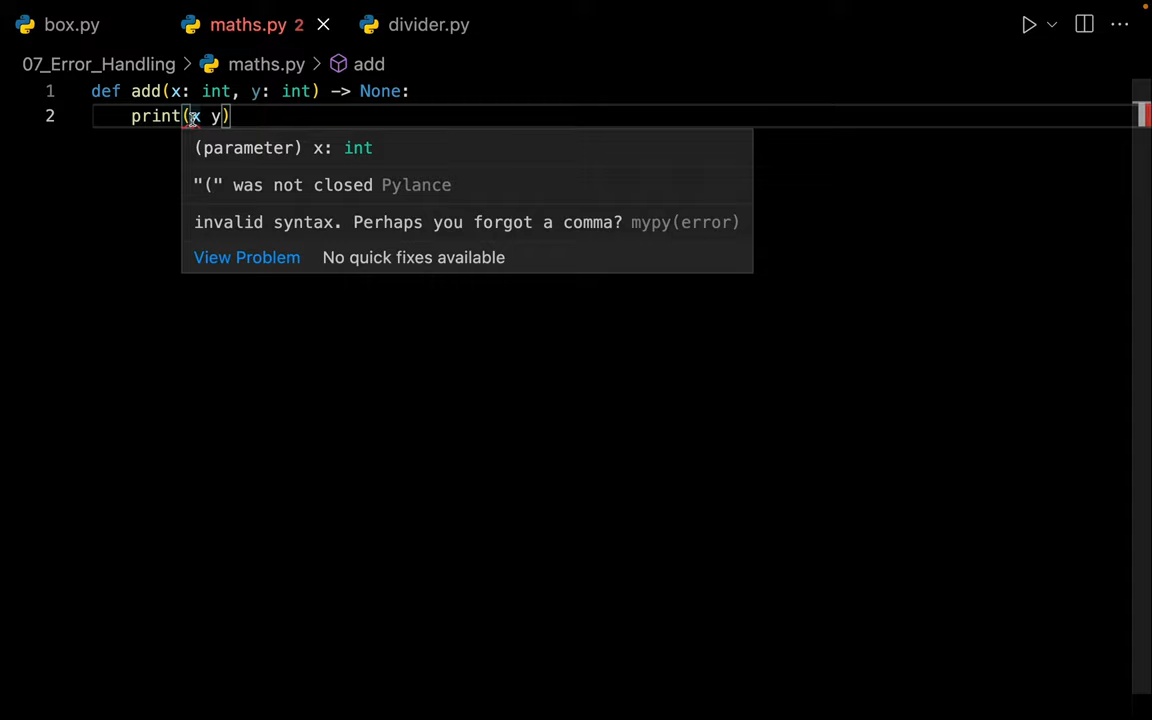 box.py maths.py 2 divider.py
07_Error_Handling > maths.py > add
1 def add(x: int, y: int) -> None:
2 print(x y)
(parameter) x: int
"(" was not closed Pylance
invalid syntax. Perhaps you forgot a comma? mypy(error)
View Problem No quick fixes available